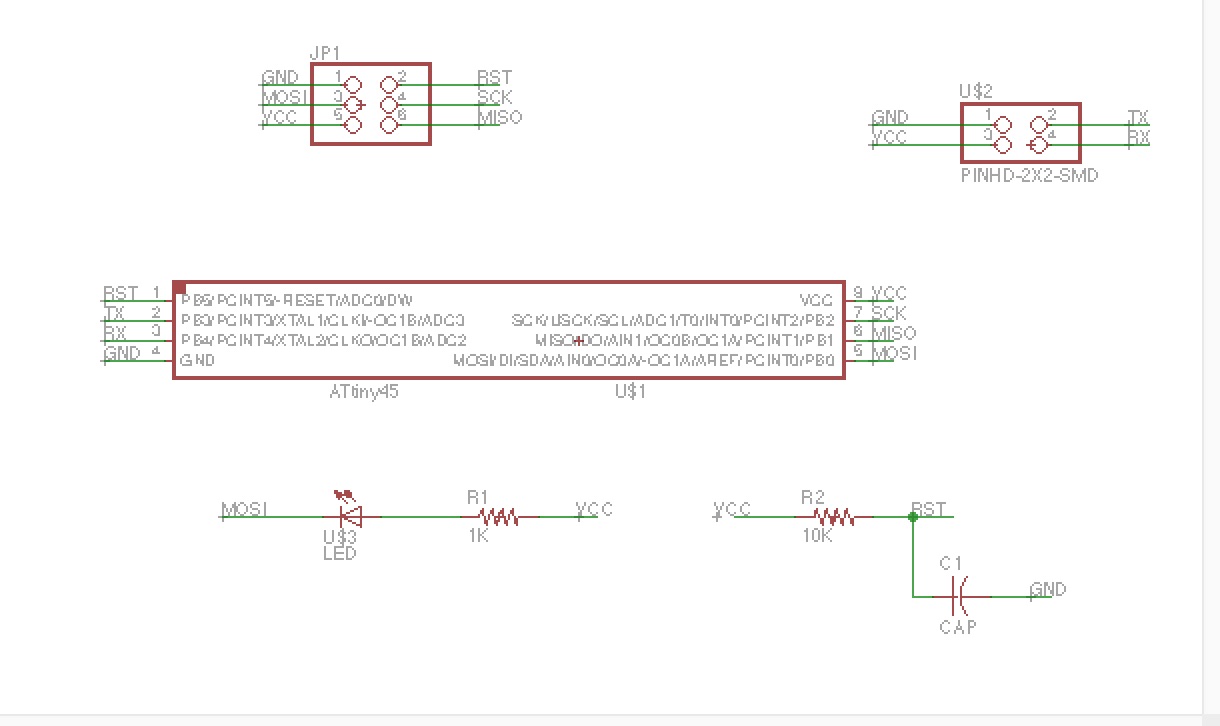 JP1
GND 1 2 RST
MOSI 3 4 SCK
VCC 5 6 MISO
U$2
GND 1 2 TX
VCC 3 4 RX
PINHD-2X2-SMD
RST 1 PB5/PCINT5/-RESET/ADC0/DW VCC 8 VCC
TX 2 PB3/PCINT3/XTAL1/CLKI/-OC1B/ADC3 SCK/USCK/SCL/ADC1/T0/INT0/PCINT2/PB2 7 SCK
RX 3 PB4/PCINT4/XTAL2/CLKO/OC1B/ADC2 MISO/DO/AIN1/OC0B/OC1A/PCINT1/PB1 6 MISO
GND 4 GND MOSI/DI/SDA/AIN0/OC0A/-OC1A/AREF/PCINT0/PB0 5 MOSI
ATtiny45 U$1
MOSI
U$3
LED
R1
1K
VCC
VCC
R2
10K
RST
C1
CAP
GND